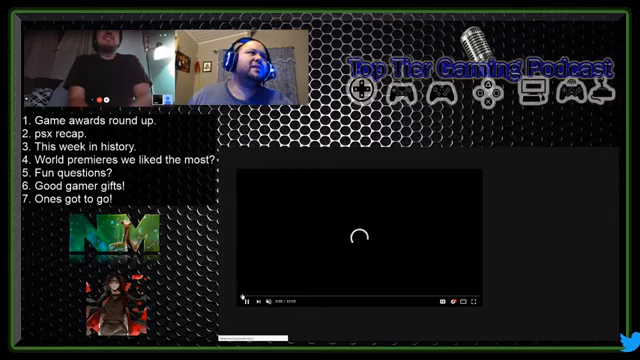 Top Tier Gaming Podcast
1. Game awards round up.
2. psx recap.
3. This week in history.
4. World premieres we liked the most?
5. Fun questions?
6. Good gamer gifts!
7. Ones got to go!
NM